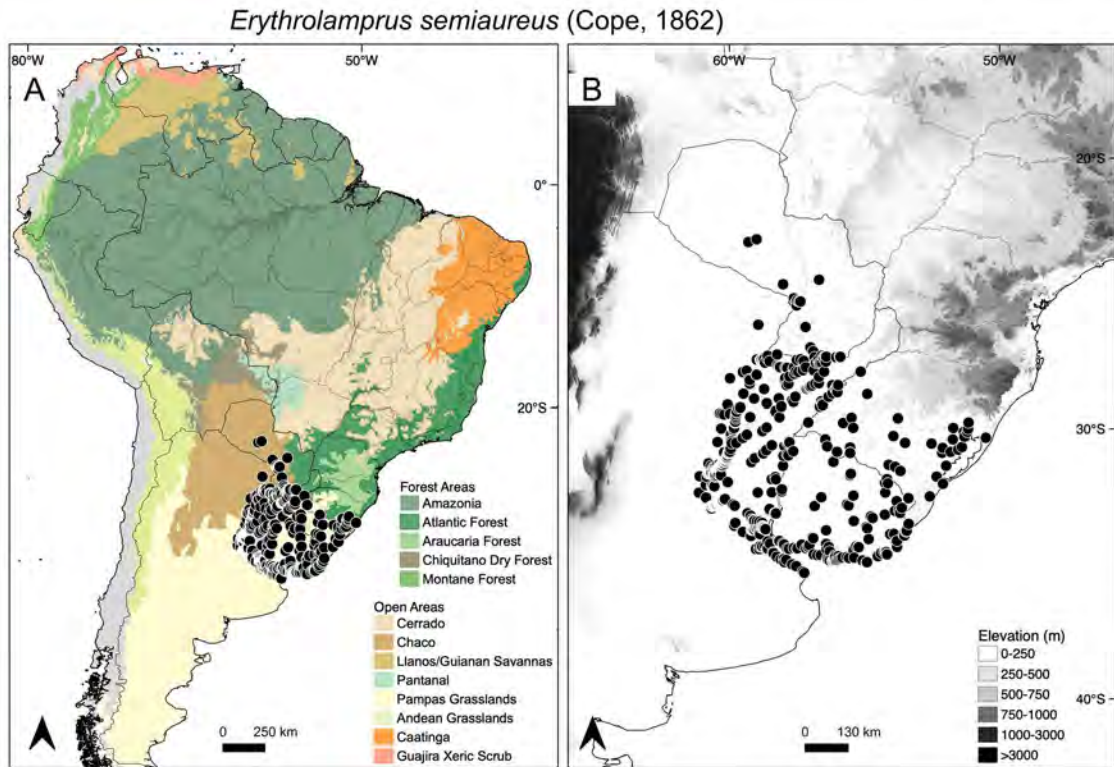 Erythrolamprus semiaureus (Cope, 1862)
80°W
60°W
A
0°
20°S
Forest Areas
Amazonia
Atlantic Forest
Araucaria Forest
Chiquitano Dry Forest
Montane Forest
Open Areas
Cerrado
Chaco
Llanos/Guianan Savannas
Pantanal
Pampas Grasslands
Andean Grasslands
Caatinga
Guajira Xeric Scrub
0 250 km
60°W
50°W
B
20°S
30°S
40°S
Elevation (m)
0-250
250-500
500-750
750-1000
1000-3000
>3000
0 130 km